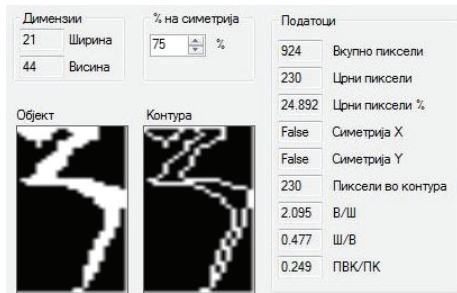 Димензии
21 Ширина
44 Висина
% на симетрија
75 %
Објект
Контура
Податоци
924 Вкупно пиксели
230 Црни пиксели
24.892 Црни пиксели %
False Симетрија X
False Симетрија Y
230 Пиксели во контура
2.095 В/Ш
0.477 Ш/В
0.249 ПВК/ПК